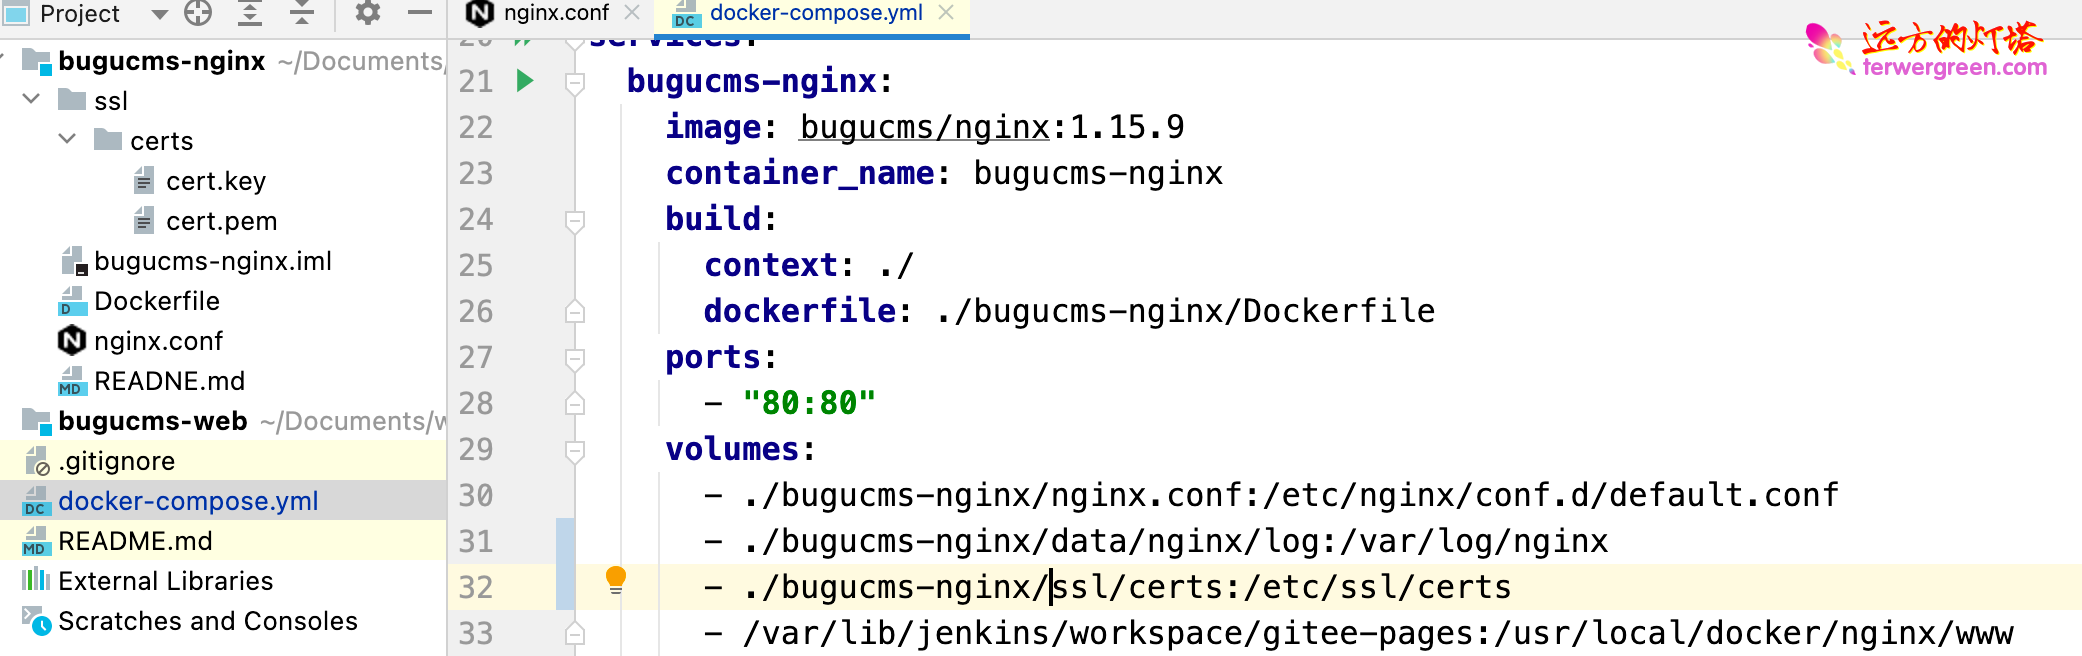 Project
nginx.conf
docker-compose.yml
远方的灯塔
terwergreen.com
bugucms-nginx ~/Documents/
ssl
certs
cert.key
cert.pem
bugucms-nginx.iml
Dockerfile
nginx.conf
READNE.md
bugucms-web ~/Documents/w
.gitignore
docker-compose.yml
README.md
External Libraries
Scratches and Consoles
20 services:
21 bugucms-nginx:
22 image: bugucms/nginx:1.15.9
23 container_name: bugucms-nginx
24 build:
25 context: ./
26 dockerfile: ./bugucms-nginx/Dockerfile
27 ports:
28 - "80:80"
29 volumes:
30 - ./bugucms-nginx/nginx.conf:/etc/nginx/conf.d/default.conf
31 - ./bugucms-nginx/data/nginx/log:/var/log/nginx
32 - ./bugucms-nginx/ssl/certs:/etc/ssl/certs
33 - /var/lib/jenkins/workspace/gitee-pages:/usr/local/docker/nginx/www